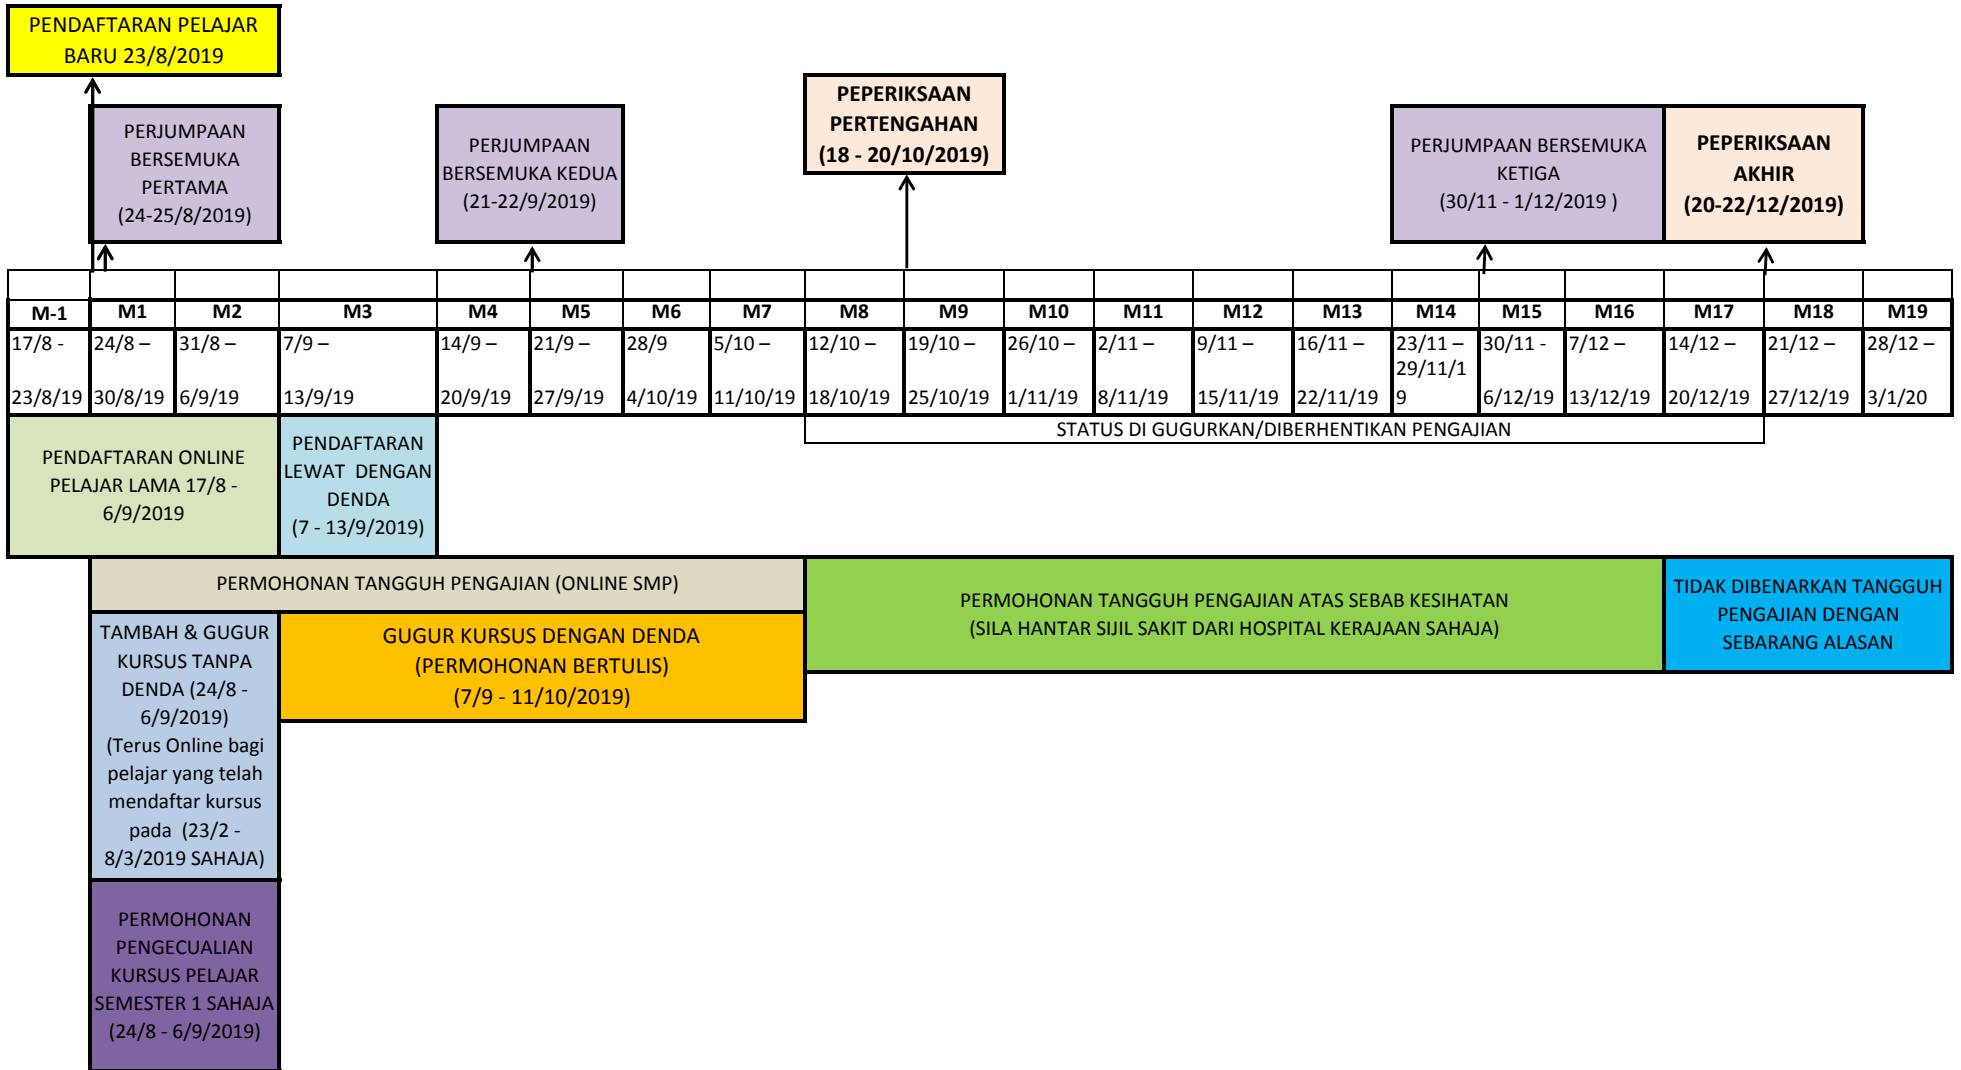 PENDAFTARAN PELAJAR
BARU 23/8/2019
PERJUMPAAN
BERSEMUKA
PERTAMA
(24-25/8/2019)
PERJUMPAAN
BERSEMUKA KEDUA
(21-22/9/2019)
PEPERIKSAAN
PERTENGAHAN
(18 - 20/10/2019)
PERJUMPAAN BERSEMUKA
KETIGA
(30/11 - 1/12/2019 )
PEPERIKSAAN
AKHIR
(20-22/12/2019)
M-1 M1 M2 M3 M4 M5 M6 M7 M8 M9 M10 M11 M12 M13 M14 M15 M16 M17 M18 M19
17/8 - 24/8 – 31/8 – 7/9 – 14/9 – 21/9 – 28/9 5/10 – 12/10 – 19/10 – 26/10 – 2/11 – 9/11 – 16/11 – 23/11 – 30/11 - 7/12 – 14/12 – 21/12 – 28/12 –
29/11/1
23/8/19 30/8/19 6/9/19 13/9/19 20/9/19 27/9/19 4/10/19 11/10/19 18/10/19 25/10/19 1/11/19 8/11/19 15/11/19 22/11/19 9 6/12/19 13/12/19 20/12/19 27/12/19 3/1/20
STATUS DI GUGURKAN/DIBERHENTIKAN PENGAJIAN
PENDAFTARAN ONLINE
PELAJAR LAMA 17/8 -
6/9/2019
PENDAFTARAN
LEWAT DENGAN
DENDA
(7 - 13/9/2019)
PERMOHONAN TANGGUH PENGAJIAN (ONLINE SMP)
PERMOHONAN TANGGUH PENGAJIAN ATAS SEBAB KESIHATAN
(SILA HANTAR SIJIL SAKIT DARI HOSPITAL KERAJAAN SAHAJA)
TIDAK DIBENARKAN TANGGUH
PENGAJIAN DENGAN
SEBARANG ALASAN
TAMBAH & GUGUR
KURSUS TANPA
DENDA (24/8 -
6/9/2019)
(Terus Online bagi
pelajar yang telah
mendaftar kursus
pada (23/2 -
8/3/2019 SAHAJA)
GUGUR KURSUS DENGAN DENDA
(PERMOHONAN BERTULIS)
(7/9 - 11/10/2019)
PERMOHONAN
PENGECUALIAN
KURSUS PELAJAR
SEMESTER 1 SAHAJA
(24/8 - 6/9/2019)